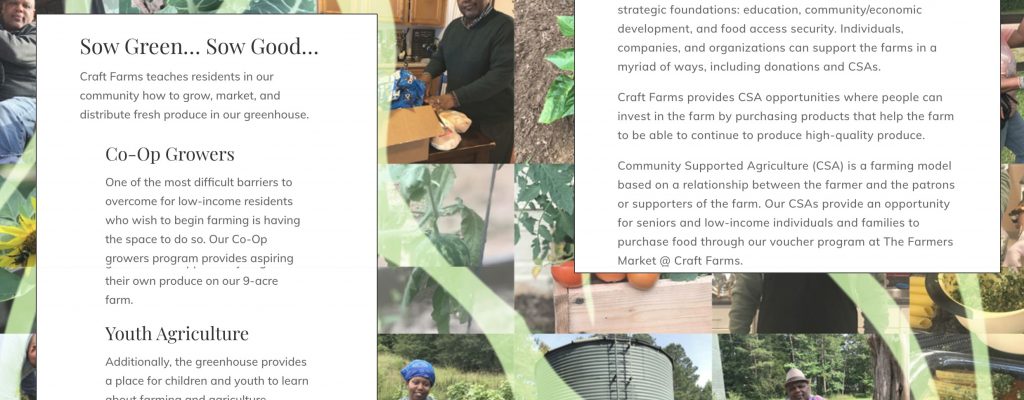 Sow Green... Sow Good...
Craft Farms teaches residents in our
community how to grow, market, and
distribute fresh produce in our greenhouse.
Co-Op Growers
One of the most difficult barriers to
overcome for low-income residents
who wish to begin farming is having
the space to do so. Our Co-Op
growers program provides aspiring
their own produce on our 9-acre
farm.
Youth Agriculture
Additionally, the greenhouse provides
a place for children and youth to learn
about farming and agriculture
strategic foundations: education, community/economic
development, and food access security. Individuals,
companies, and organizations can support the farms in a
myriad of ways, including donations and CSAs.
Craft Farms provides CSA opportunities where people can
invest in the farm by purchasing products that help the farm
to be able to continue to produce high-quality produce.
Community Supported Agriculture (CSA) is a farming model
based on a relationship between the farmer and the patrons
or supporters of the farm. Our CSAs provide an opportunity
for seniors and low-income individuals and families to
purchase food through our voucher program at The Farmers
Market @ Craft Farms.